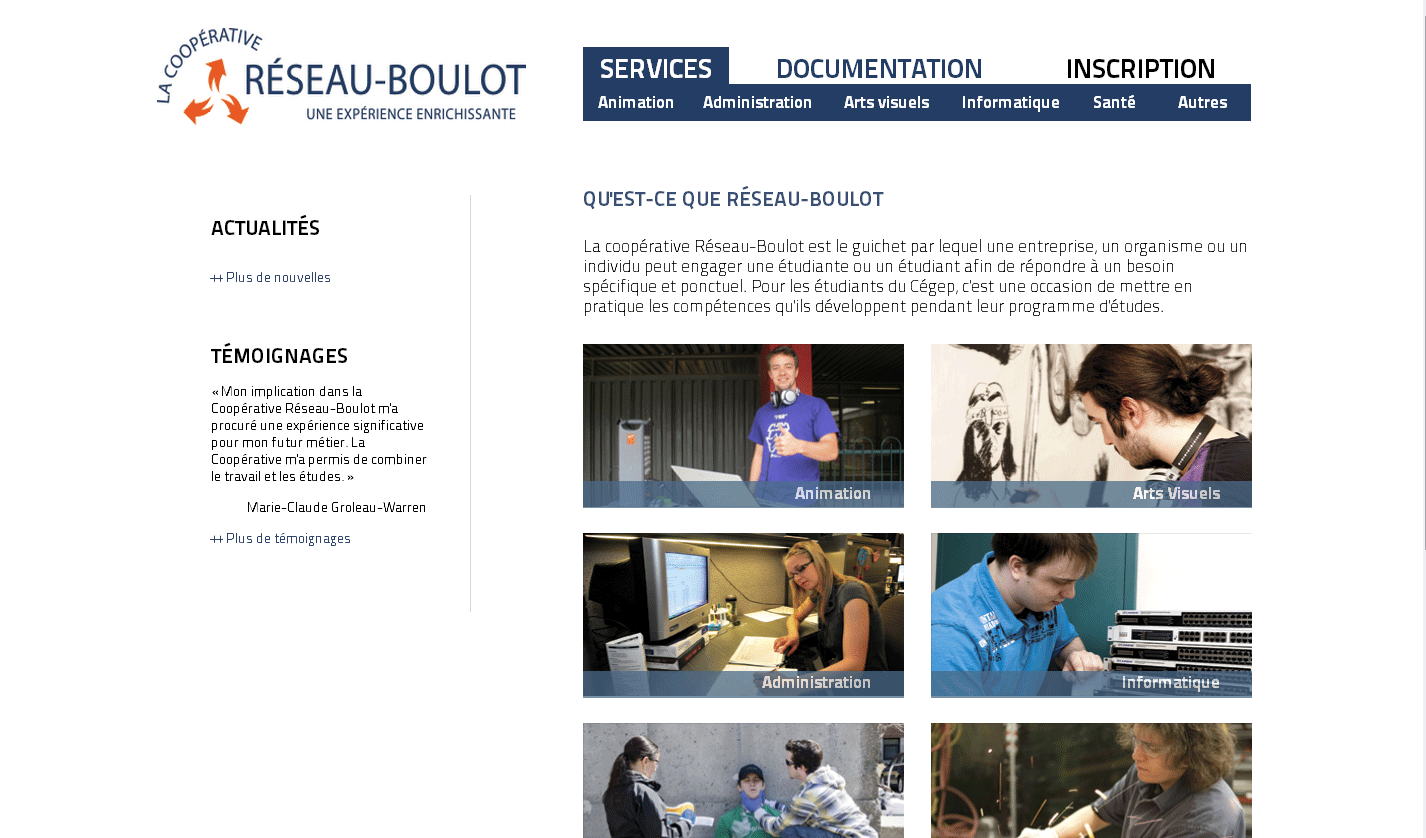 LA COOPÉRATIVE
RÉSEAU-BOULOT
UNE EXPÉRIENCE ENRICHISSANTE
SERVICES DOCUMENTATION INSCRIPTION
Animation Administration Arts visuels Informatique Santé Autres
ACTUALITÉS
++ Plus de nouvelles
TÉMOIGNAGES
« Mon implication dans la
Coopérative Réseau-Boulot m'a
procuré une expérience significative
pour mon futur métier. La
Coopérative m'a permis de combiner
le travail et les études. »
Marie-Claude Groleau-Warren
++ Plus de témoignages
QU'EST-CE QUE RÉSEAU-BOULOT
La coopérative Réseau-Boulot est le guichet par lequel une entreprise, un organisme ou un
individu peut engager une étudiante ou un étudiant afin de répondre à un besoin
spécifique et ponctuel. Pour les étudiants du Cégep, c'est une occasion de mettre en
pratique les compétences qu'ils développent pendant leur programme d'études.
Animation
Arts Visuels
Administration
Informatique